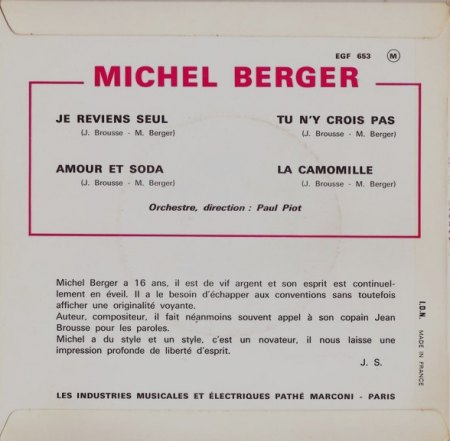 EGF 653 M
MICHEL BERGER
JE REVIENS SEUL
(J. Brousse - M. Berger)
TU N'Y CROIS PAS
(J. Brousse - M. Berger)
AMOUR ET SODA
(J. Brousse - M. Berger)
LA CAMOMILLE
(J. Brousse - M. Berger)
Orchestre, direction : Paul Piot
Michel Berger a 16 ans, il est de vif argent et son esprit est continuel-
lement en éveil. Il a le besoin d'échapper aux conventions sans toutefois
afficher une originalité voyante.
Auteur, compositeur, il fait néanmoins souvent appel à son copain Jean
Brousse pour les paroles.
Michel a du style et un style, c'est un novateur, il nous laisse une
impression profonde de liberté d'esprit.
J. S.
LES INDUSTRIES MUSICALES ET ÉLECTRIQUES PATHÉ MARCONI - PARIS
I.D.N. MADE IN FRANCE